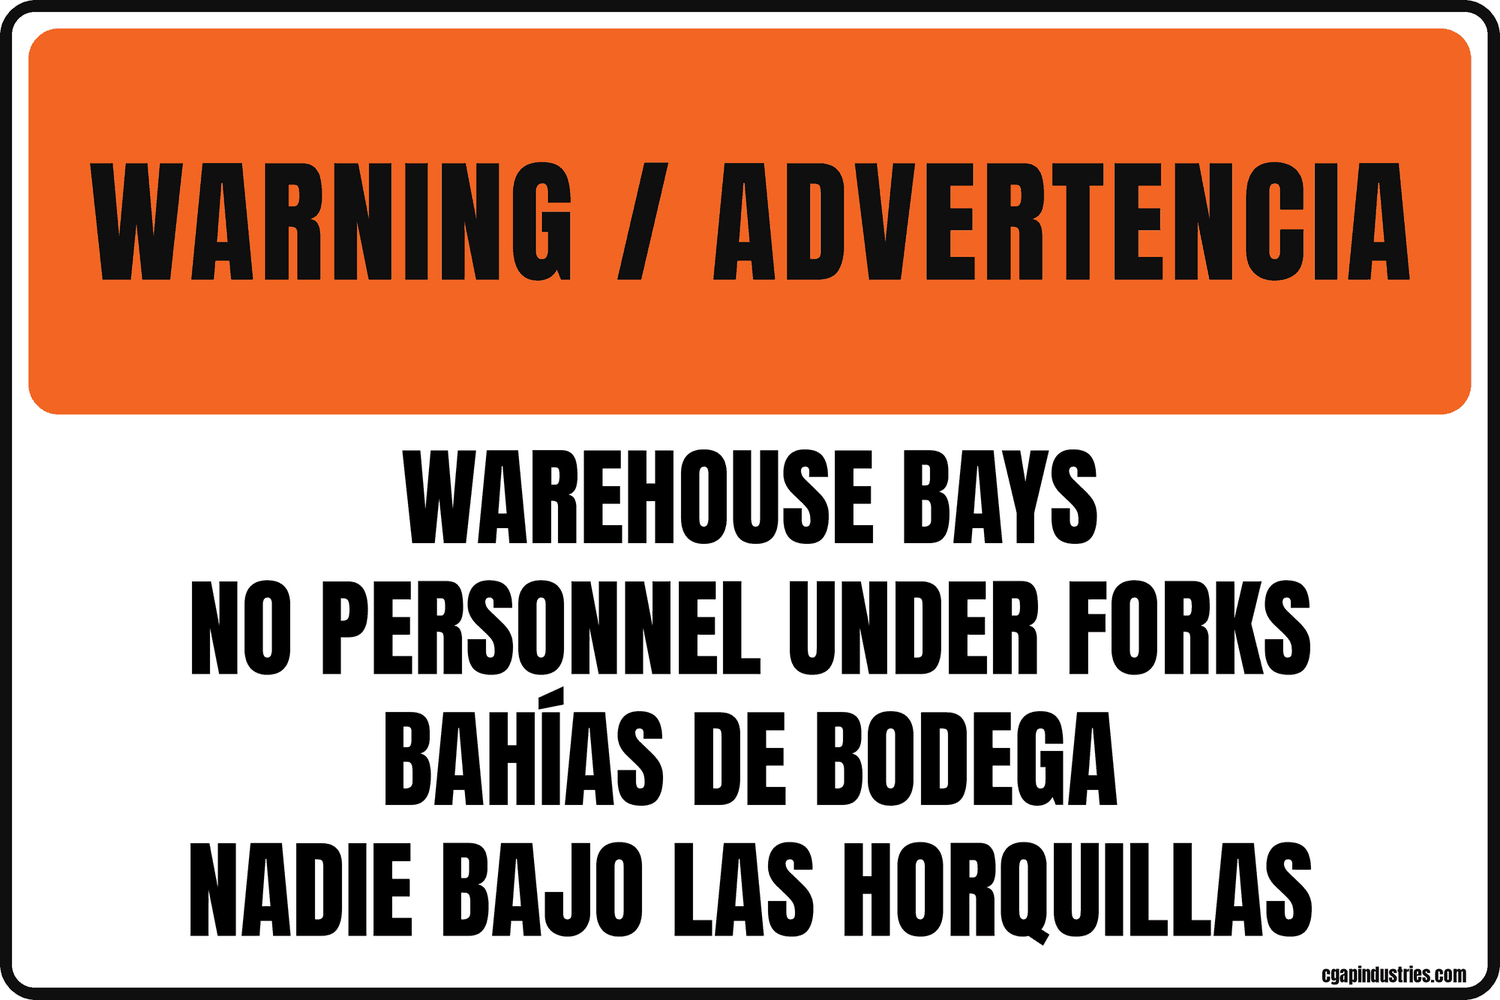 WARNING / ADVERTENCIA
WAREHOUSE BAYS
NO PERSONNEL UNDER FORKS
BAHÍAS DE BODEGA
NADIE BAJO LAS HORQUILLAS
cgapindustries.com